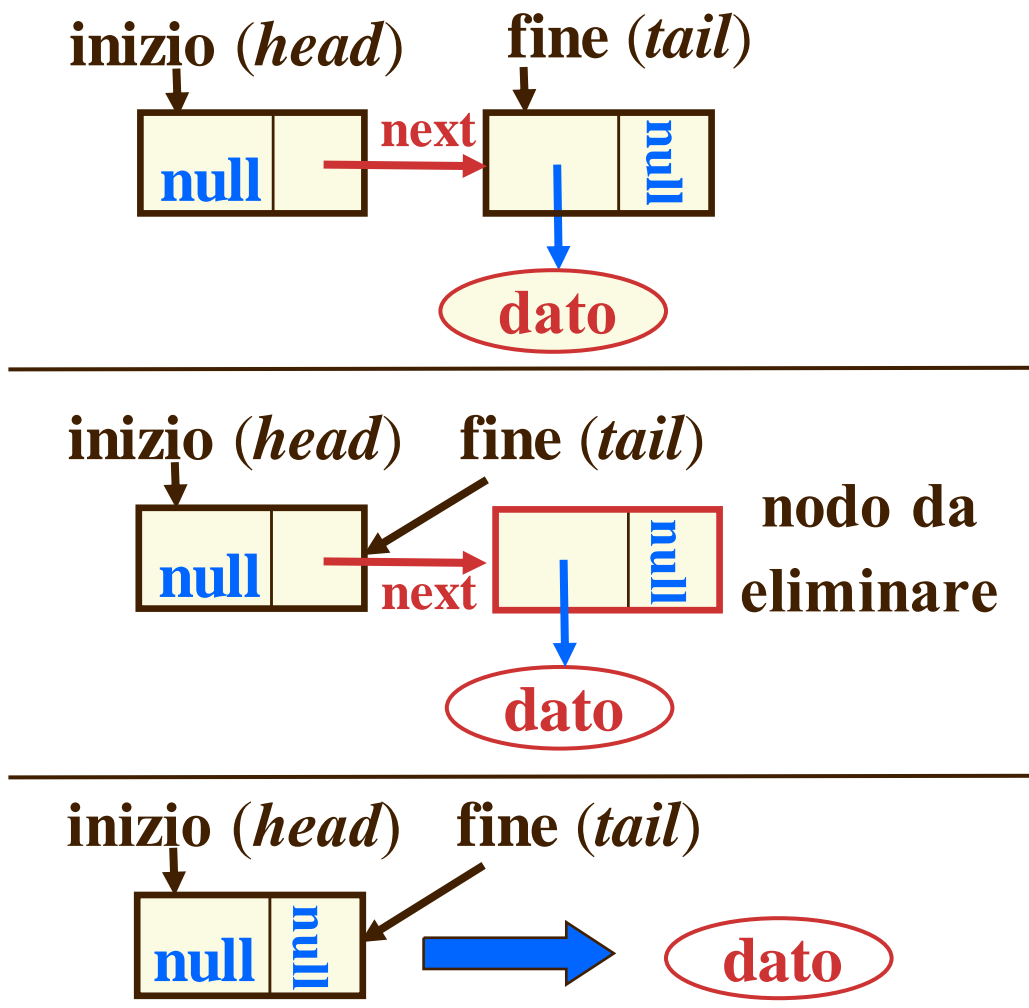 inizio (head) fine (tail)
next
null null
dato
inizio (head) fine (tail)
nodo da
null null
next eliminare
dato
inizio (head) fine (tail)
null null
dato